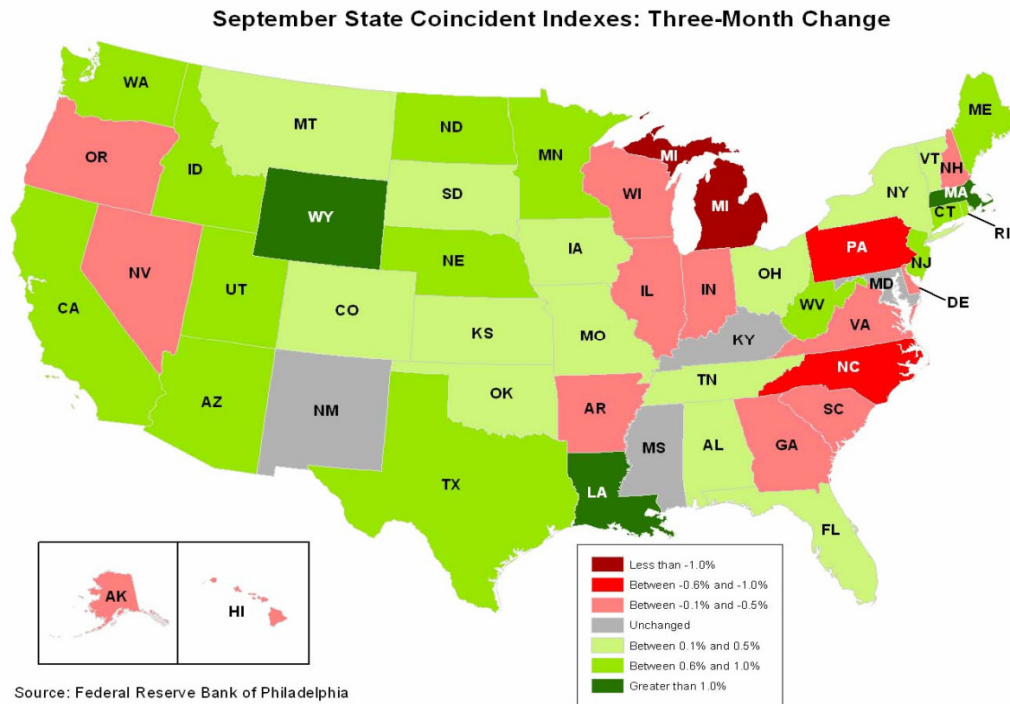 September State Coincident Indexes: Three-Month Change
WA
MT
ND
MN
ME
OR
ID
SD
WI
MI
MI
VT
NH
NY
MA
CT
RI
WY
IA
PA
NJ
NV
UT
NE
IL
IN
OH
MD
DE
CA
CO
KS
MO
WV
VA
KY
AZ
NM
OK
AR
TN
NC
SC
TX
LA
MS
AL
GA
FL
AK
HI
Less than -1.0%
Between -0.6% and -1.0%
Between -0.1% and -0.5%
Unchanged
Between 0.1% and 0.5%
Between 0.6% and 1.0%
Greater than 1.0%
Source: Federal Reserve Bank of Philadelphia